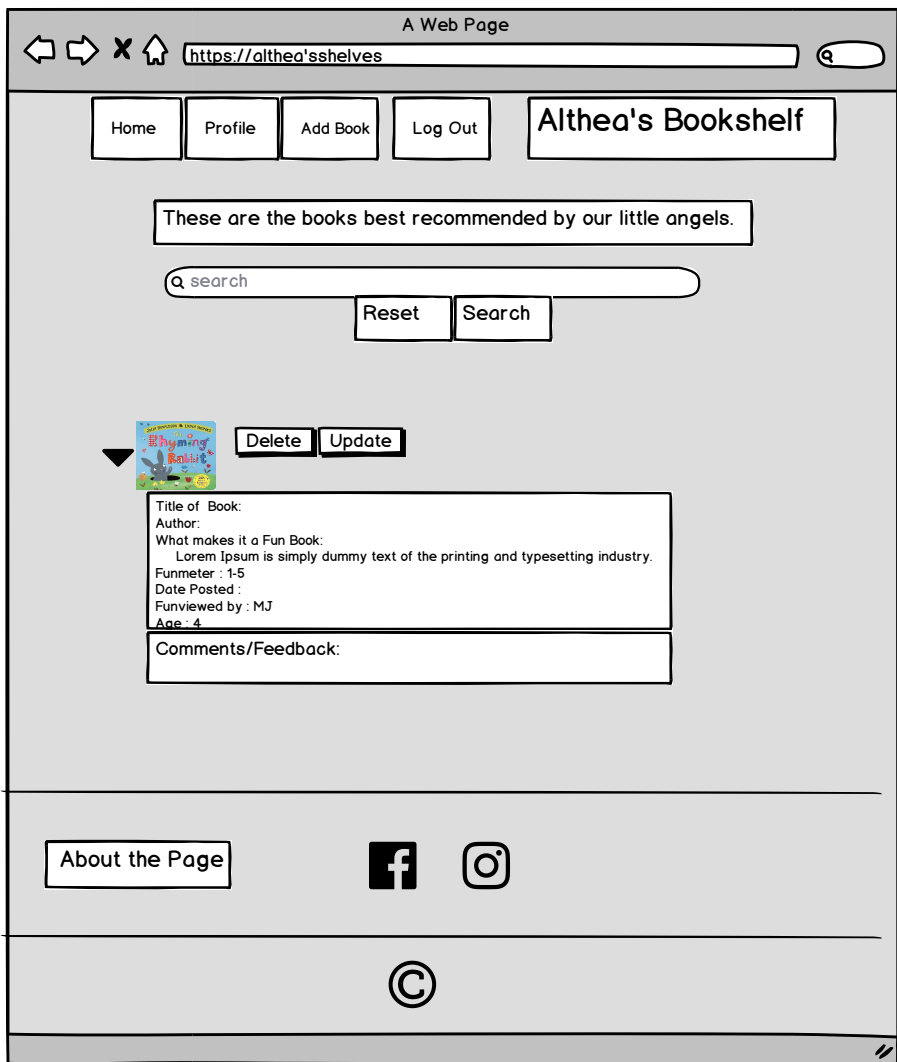 A Web Page
https://althea'sshelves
Home
Profile
Add Book
Log Out
Althea's Bookshelf
These are the books best recommended by our little angels.
search
Reset
Search
Rhyming
Rabbit
Delete
Update
Title of Book:
Author:
What makes it a Fun Book:
Lorem Ipsum is simply dummy text of the printing and typesetting industry.
Funmeter : 1-5
Date Posted :
Funviewed by : MJ
Age : 4
Comments/Feedback:
About the Page
©